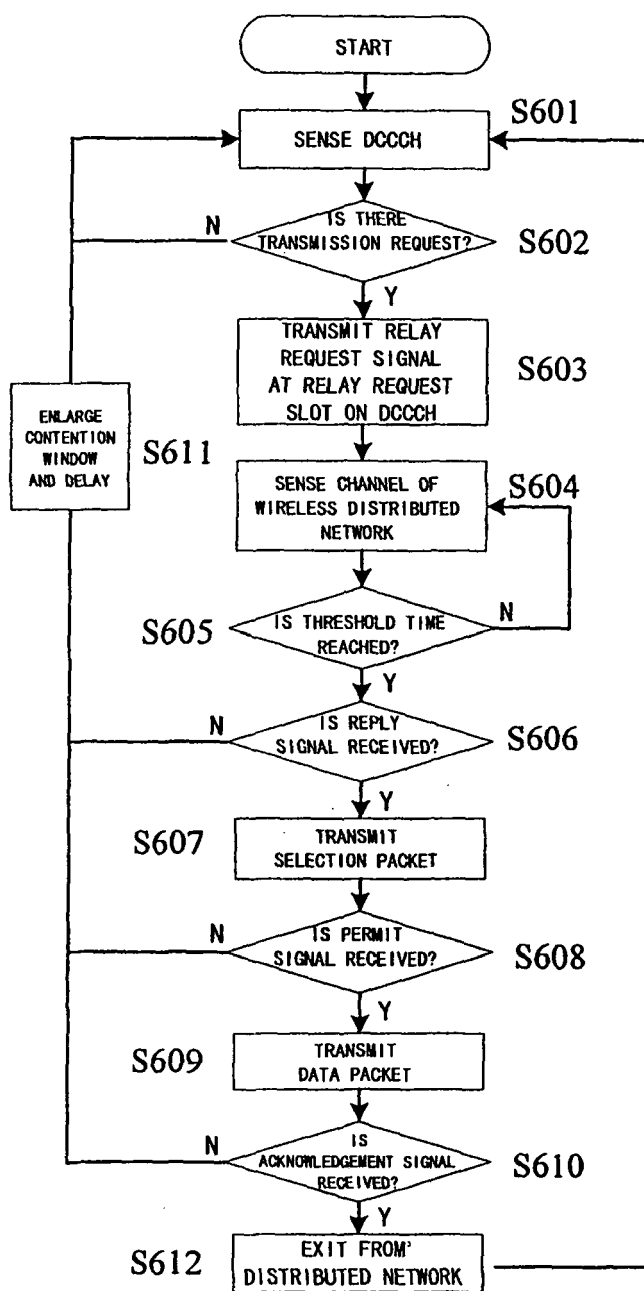 START
S601
SENSE DCCCH
IS THERE
TRANSMISSION REQUEST?
N
S602
Y
TRANSMIT RELAY
REQUEST SIGNAL
AT RELAY REQUEST
SLOT ON DCCCH
S603
ENLARGE
CONTENTION
WINDOW
AND DELAY
S611
SENSE CHANNEL OF
WIRELESS DISTRIBUTED
NETWORK
S604
S605
IS THRESHOLD TIME
REACHED?
N
Y
N
IS REPLY
SIGNAL RECEIVED?
S606
Y
S607
TRANSMIT
SELECTION PACKET
N
IS PERMIT
SIGNAL RECEIVED?
S608
Y
S609
TRANSMIT
DATA PACKET
N
IS
ACKNOWLEDGEMENT SIGNAL
RECEIVED?
S610
Y
S612
EXIT FROM'
DISTRIBUTED NETWORK